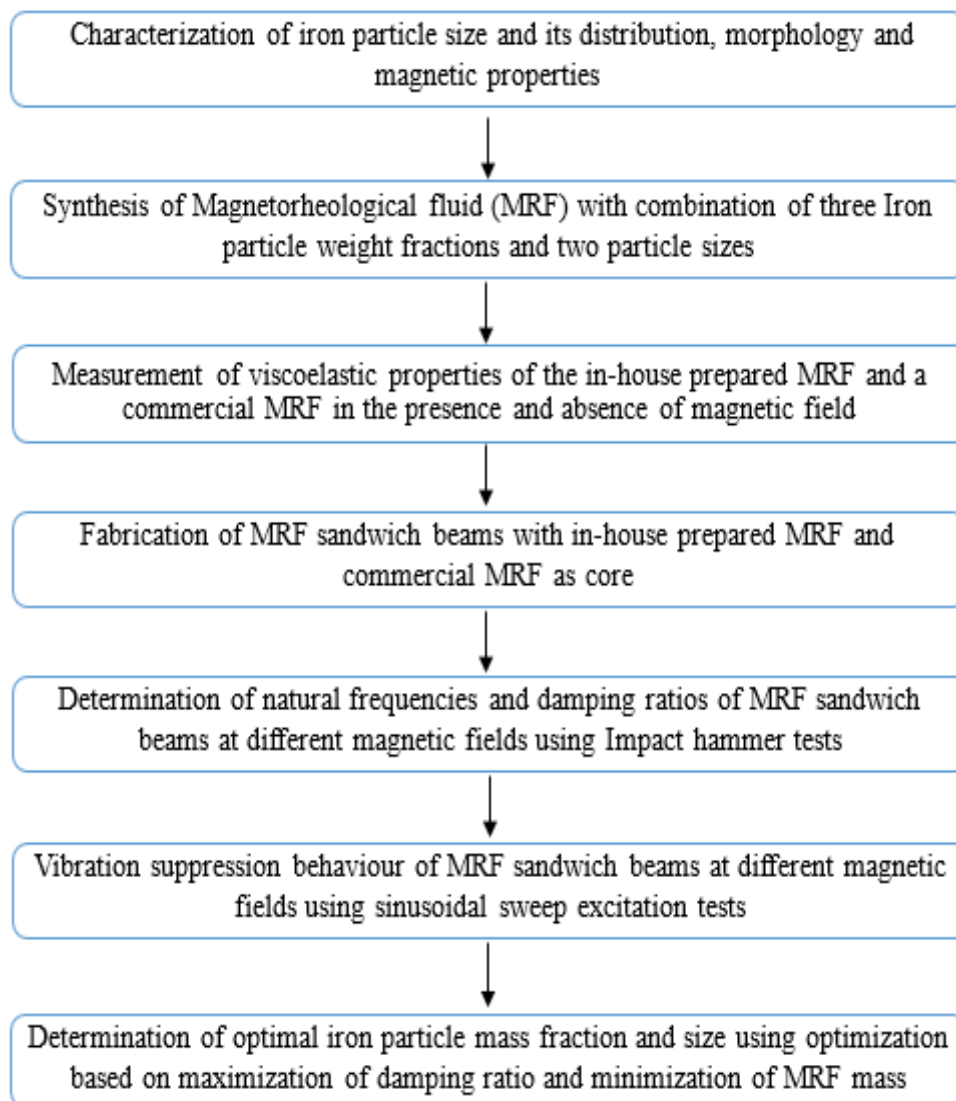 Characterization of iron particle size and its distribution, morphology and
magnetic properties
Synthesis of Magnetorheological fluid (MRF) with combination of three Iron
particle weight fractions and two particle sizes
Measurement of viscoelastic properties of the in-house prepared MRF and a
commercial MRF in the presence and absence of magnetic field
Fabrication of MRF sandwich beams with in-house prepared MRF and
commercial MRF as core
Determination of natural frequencies and damping ratios of MRF sandwich
beams at different magnetic fields using Impact hammer tests
Vibration suppression behaviour of MRF sandwich beams at different magnetic
fields using sinusoidal sweep excitation tests
Determination of optimal iron particle mass fraction and size using optimization
based on maximization of damping ratio and minimization of MRF mass